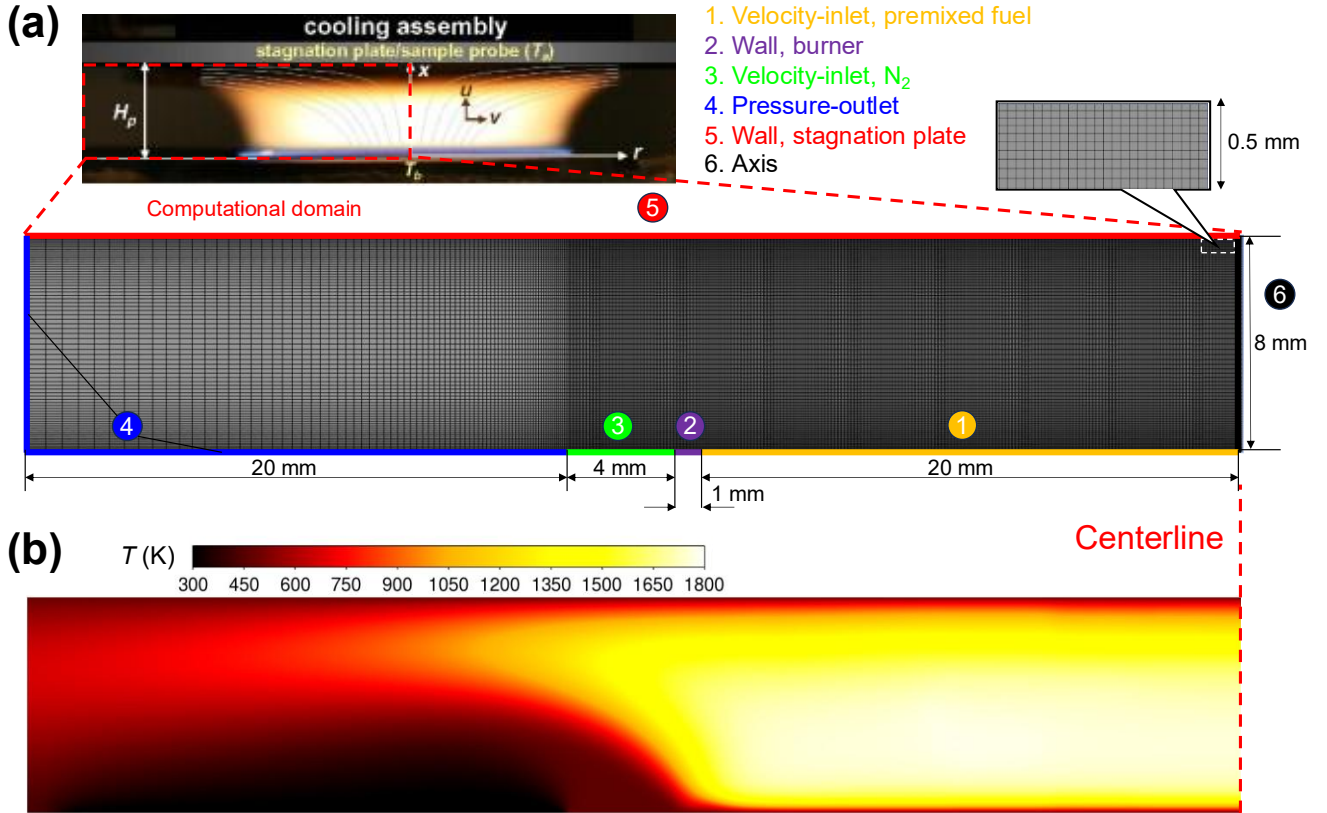 (a)
cooling assembly
stagnation plate/sample probe (Ts)
x
u
v
Hp
r
Tb
1. Velocity-inlet, premixed fuel
2. Wall, burner
3. Velocity-inlet, N2
4. Pressure-outlet
5. Wall, stagnation plate
6. Axis
0.5 mm
Computational domain
5
6
8 mm
4
3
2
1
20 mm
4 mm
20 mm
1 mm
Centerline
(b)
T (K)
300 450 600 750 900 1050 1200 1350 1500 1650 1800